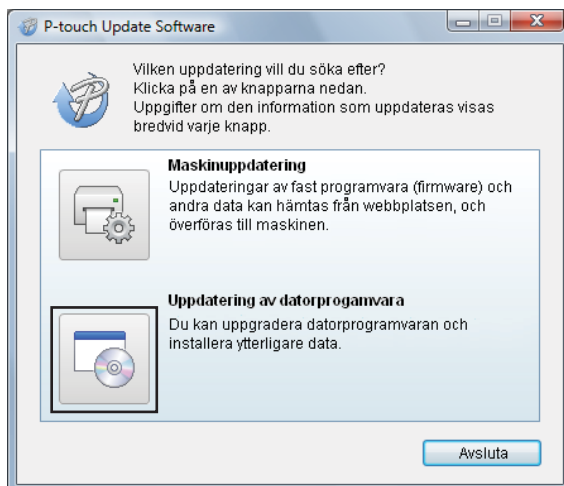 P-touch Update Software
Vilken uppdatering vill du söka efter?
Klicka på en av knapparna nedan.
Uppgifter om den information som uppdateras visas
bredvid varje knapp.
Maskinuppdatering
Uppdateringar av fast programvara (firmware) och
andra data kan hämtas från webbplatsen, och
överföras till maskinen.
Uppdatering av datorprogamvara
Du kan uppgradera datorprogramvaran och
installera ytterligare data.
Avsluta